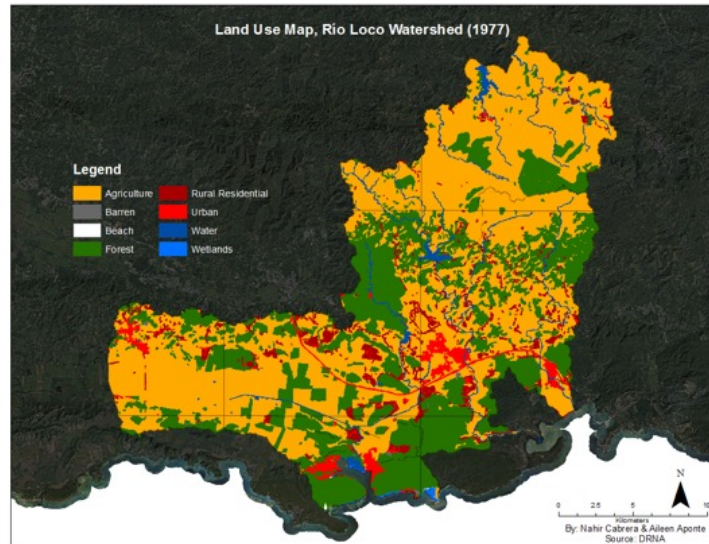 Land Use Map, Rio Loco Watershed (1977)
Legend
Agriculture
Barren
Beach
Forest
Rural Residential
Urban
Water
Wetlands
N
0 2.5 5 10
Kilometers
By: Nahir Cabrera & Aileen Aponte
Source: DRNA